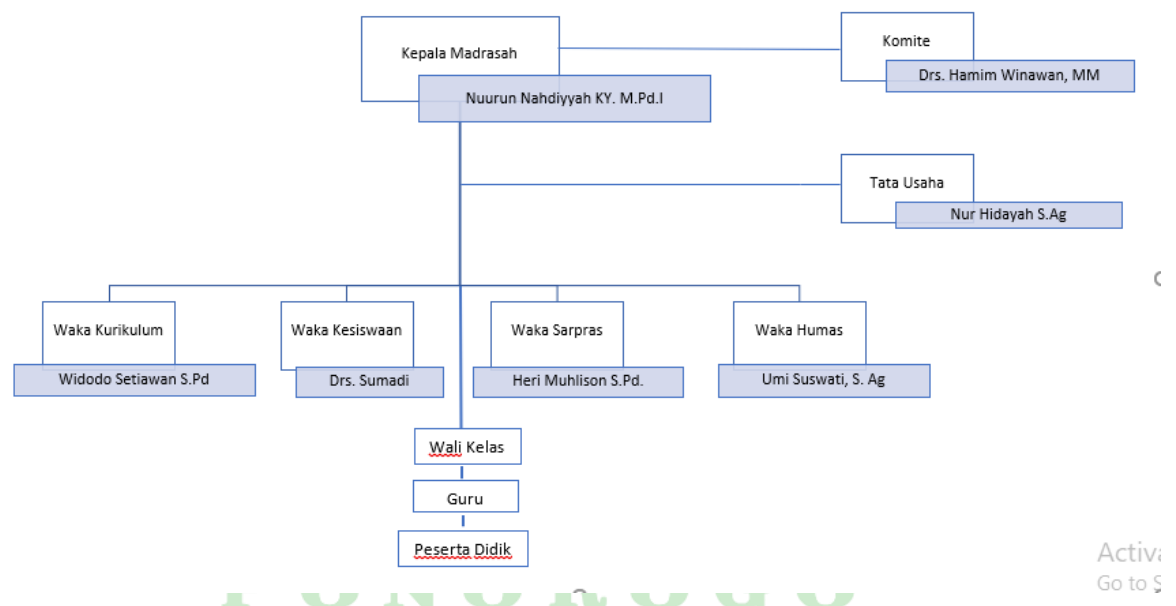 Kepala Madrasah
Nuurun Nahdiyyah KY. M.Pd.I
Komite
Drs. Hamim Winawan, MM
Tata Usaha
Nur Hidayah S.Ag
Waka Kurikulum
Widodo Setiawan S.Pd
Waka Kesiswaan
Drs. Sumadi
Waka Sarpras
Heri Muhlison S.Pd.
Waka Humas
Umi Suswati, S. Ag
Wali Kelas
Guru
Peserta Didik
Go to